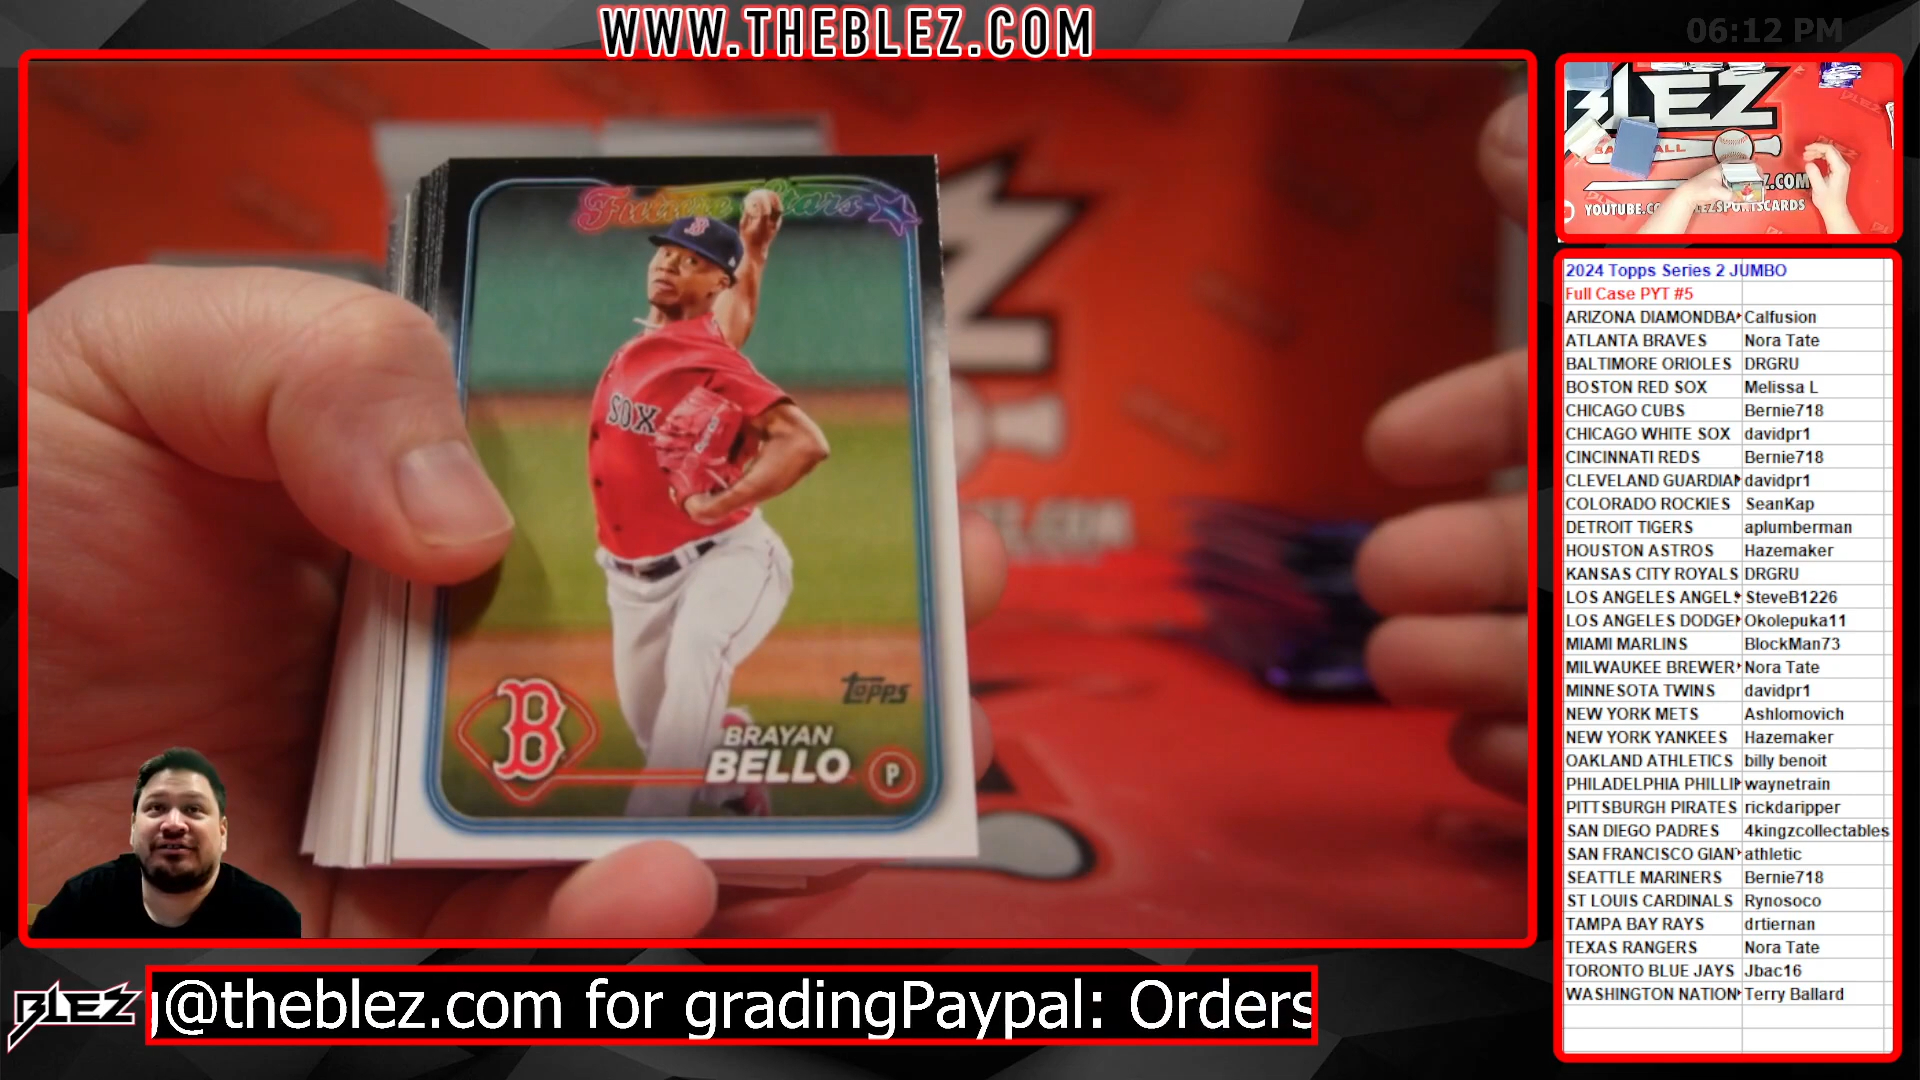 WWW.THEBLEZ.COM
06:12 PM
Future Stars
SOX
B
topps
BRAYAN
BELLO
P
BLEZ
YOUTUBE.CO
2024 Topps Series 2 JUMBO
Full Case PYT #5
ARIZONA DIAMONDBA Calfusion
ATLANTA BRAVES Nora Tate
BALTIMORE ORIOLES DRGRU
BOSTON RED SOX Melissa L
CHICAGO CUBS Bernie718
CHICAGO WHITE SOX davidpr1
CINCINNATI REDS Bernie718
CLEVELAND GUARDIAN davidpr1
COLORADO ROCKIES SeanKap
DETROIT TIGERS aplumberman
HOUSTON ASTROS Hazemaker
KANSAS CITY ROYALS DRGRU
LOS ANGELES ANGELS SteveB1226
LOS ANGELES DODGE Okolepuka11
MIAMI MARLINS BlockMan73
MILWAUKEE BREWER Nora Tate
MINNESOTA TWINS davidpr1
NEW YORK METS Ashlomovich
NEW YORK YANKEES Hazemaker
OAKLAND ATHLETICS billy benoit
PHILADELPHIA PHILLI waynetrain
PITTSBURGH PIRATES rickdaripper
SAN DIEGO PADRES 4kingzcollectables
SAN FRANCISCO GIAN athletic
SEATTLE MARINERS Bernie718
ST LOUIS CARDINALS Rynosoco
TAMPA BAY RAYS drtiernan
TEXAS RANGERS Nora Tate
TORONTO BLUE JAYS Jbac16
WASHINGTON NATION Terry Ballard
BLEZ
g@theblez.com for gradingPaypal: Orders